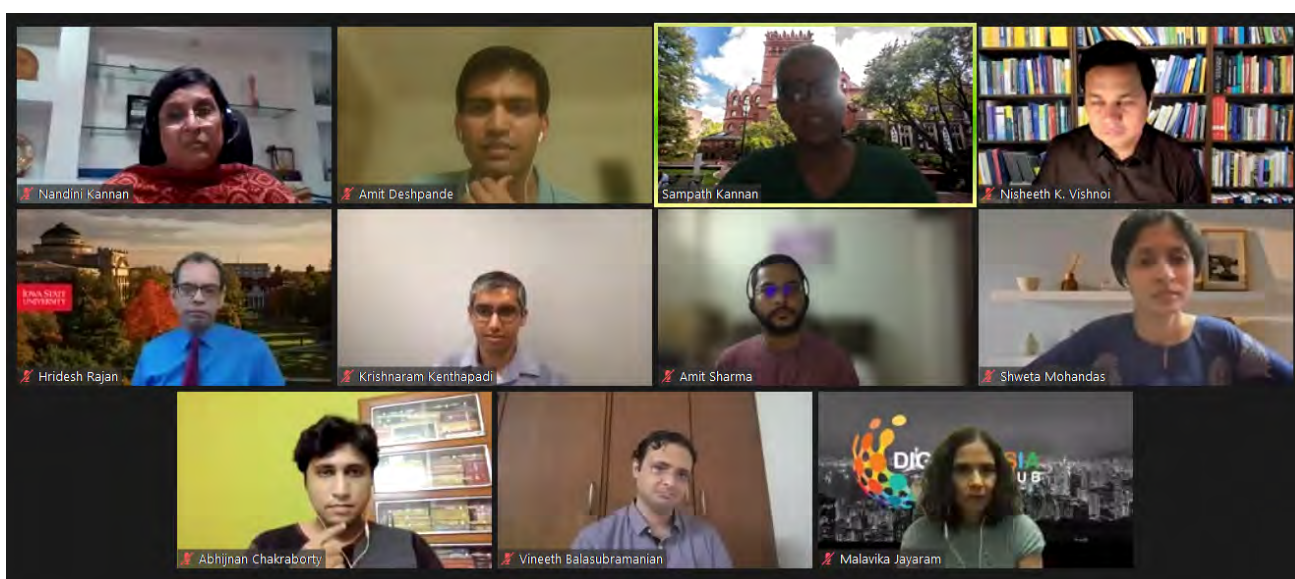 Nandini Kannan
Amit Deshpande
Sampath Kannan
Nisheeth K. Vishnoi
IOWA STATE
UNIVERSITY
Hridesh Rajan
Krishnaram Kenthapadi
Amit Sharma
Shweta Mohandas
Abhijnan Chakraborty
Vineeth Balasubramanian
Malavika Jayaram